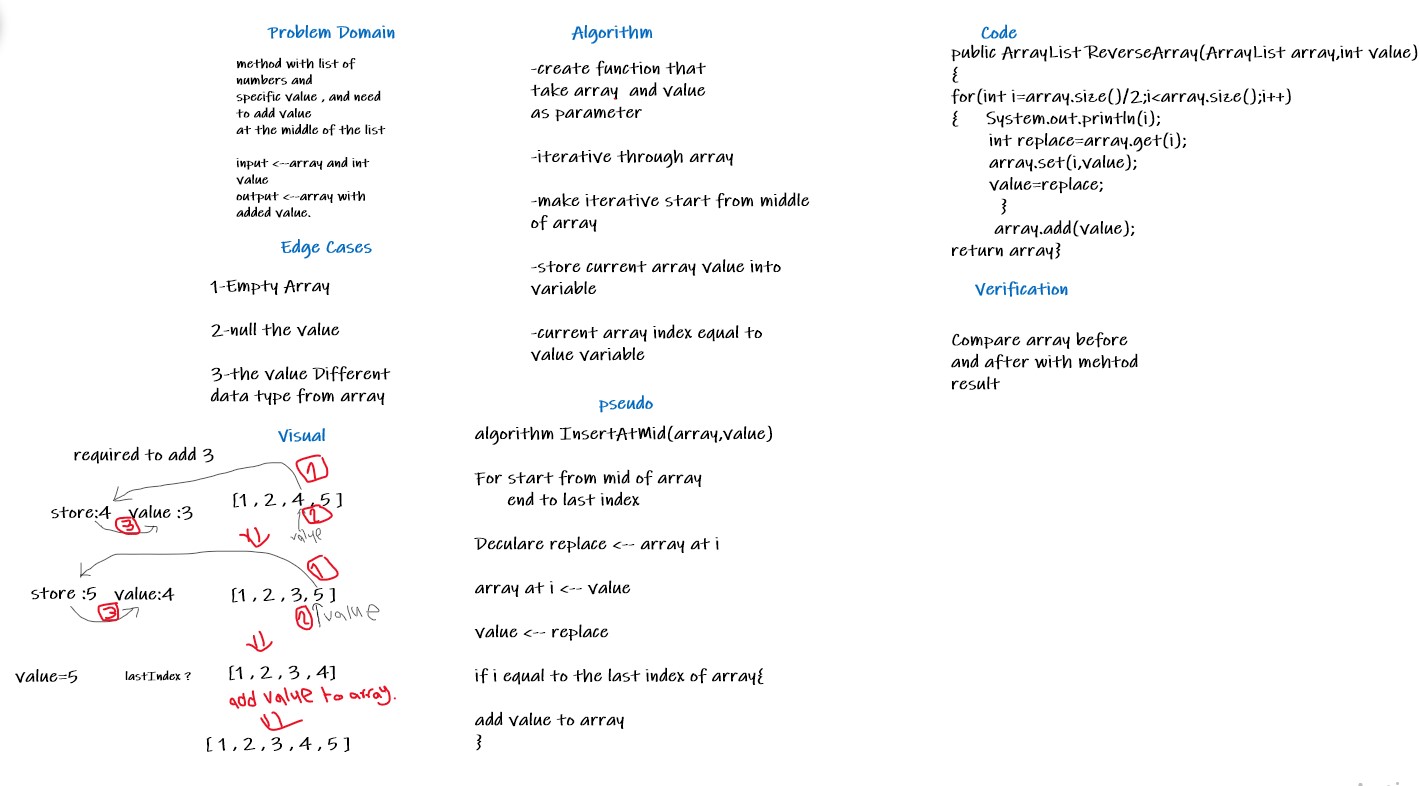 Problem Domain
method with list of
numbers and
specific value , and need
to add value
at the middle of the list
input <--array and int
value
output <--array with
added value.
Edge Cases
1-Empty Array
2-null the value
3-the value Different
data type from array
Visual
required to add 3
1
[1 , 2 , 4 , 5 ]
store:4 value :3
2
3
value
1
store :5 value:4
[1 , 2 , 3, 5 ]
3
2
value
value=5
lastIndex ?
[1 , 2 , 3 , 4]
add value to array.
[ 1 , 2 , 3 , 4 , 5 ]
Algorithm
-create function that
take array and value
as parameter
-iterative through array
-make iterative start from middle
of array
-store current array value into
variable
-current array index equal to
value variable
pseudo
algorithm InsertAtMid(array,value)
For start from mid of array
end to last index
Deculare replace <-- array at i
array at i <-- value
value <-- replace
if i equal to the last index of array{
add value to array
}
Code
public ArrayList ReverseArray(ArrayList array,int value)
{
for(int i=array.size()/2;i<array.size();i++)
{ System.out.println(i);
int replace=array.get(i);
array.set(i,value);
value=replace;
}
array.add(value);
return array}
Verification
Compare array before
and after with mehtod
result